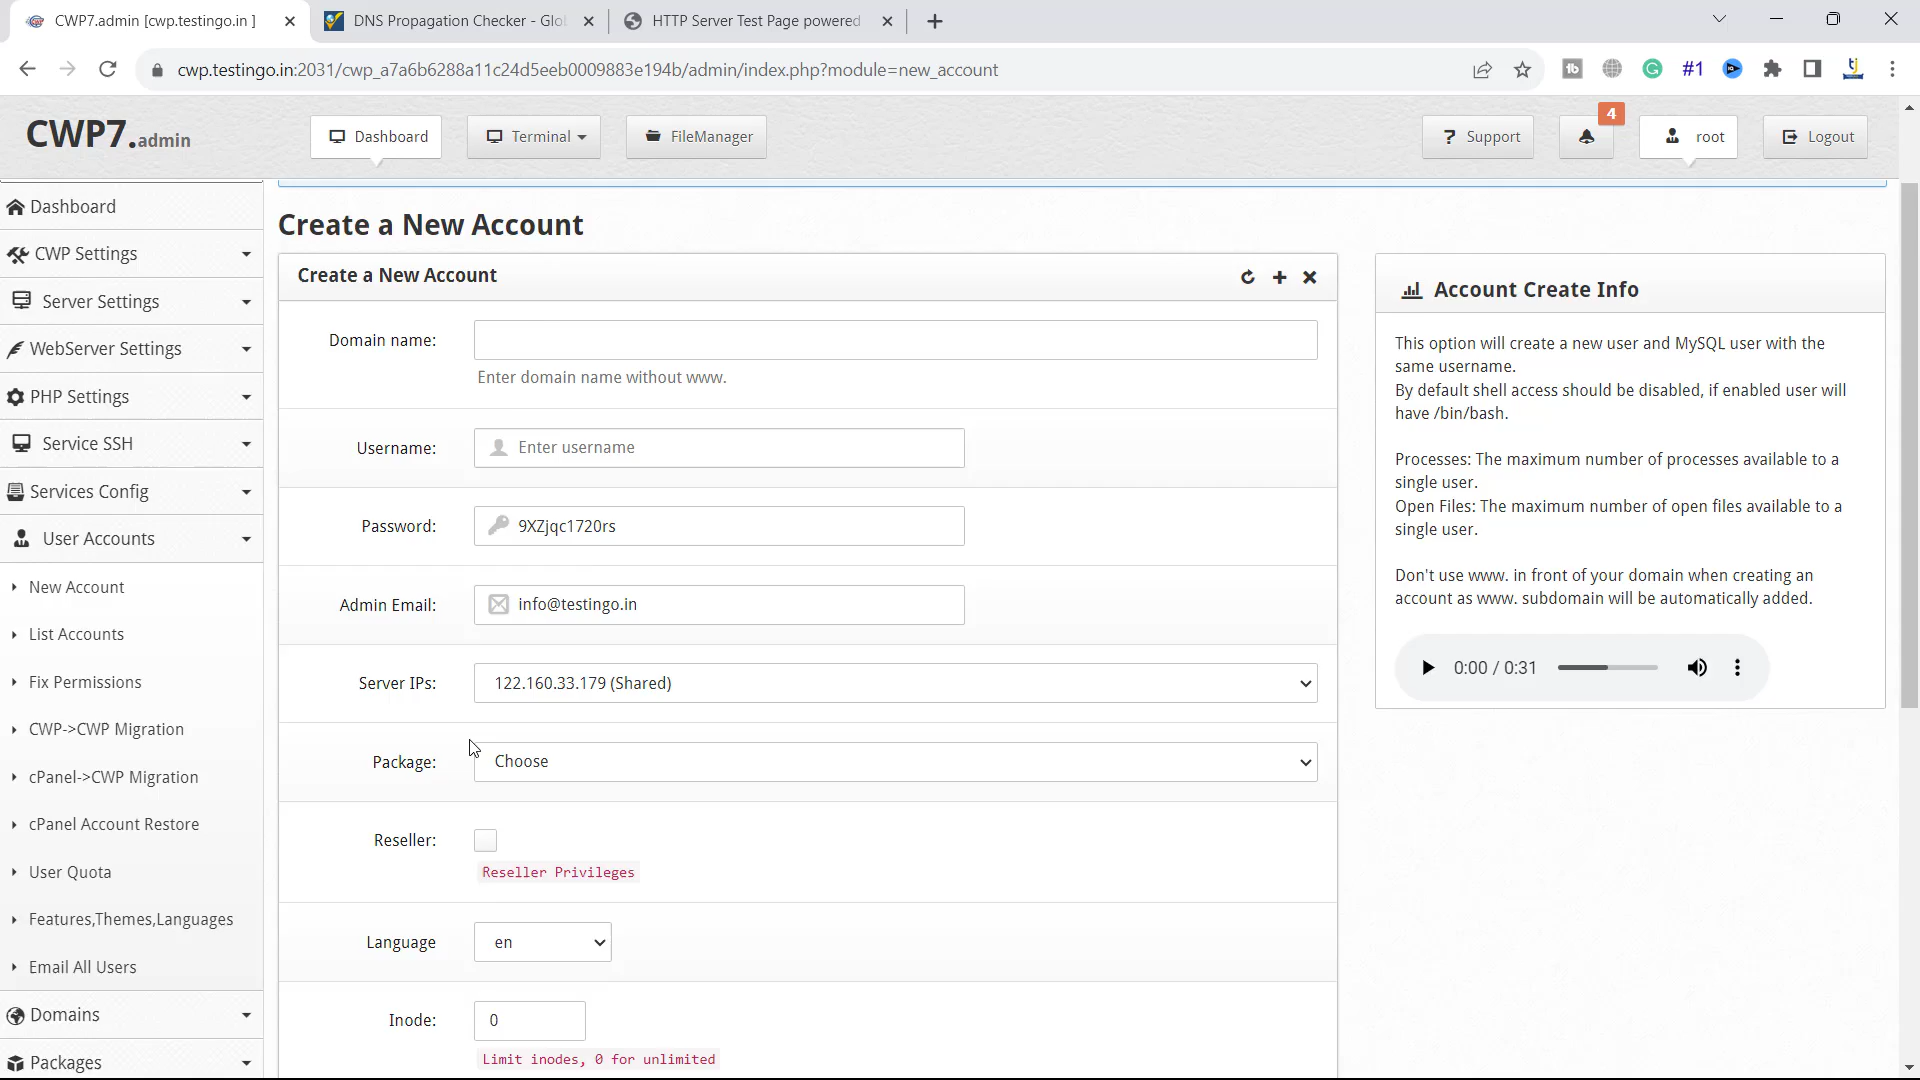 CWP7.admin [cwp.testingo.in ]
DNS Propagation Checker - Glo
HTTP Server Test Page powered
cwp.testingo.in:2031/cwp_a7a6b6288a11c24d5eeb0009883e194b/admin/index.php?module=new_account
#1
CWP7.admin
Dashboard
Terminal
FileManager
? Support
4
root
Logout
Dashboard
CWP Settings
Server Settings
WebServer Settings
PHP Settings
Service SSH
Services Config
User Accounts
New Account
List Accounts
Fix Permissions
CWP->CWP Migration
cPanel->CWP Migration
cPanel Account Restore
User Quota
Features,Themes,Languages
Email All Users
Domains
Packages
Create a New Account
Create a New Account
Domain name:
Enter domain name without www.
Username: Enter username
Password: 9XZjqc1720rs
Admin Email: info@testingo.in
Server IPs: 122.160.33.179 (Shared)
Package: Choose
Reseller:
Reseller Privileges
Language en
Inode: 0
Limit inodes, 0 for unlimited
Account Create Info
This option will create a new user and MySQL user with the
same username.
By default shell access should be disabled, if enabled user will
have /bin/bash.
Processes: The maximum number of processes available to a
single user.
Open Files: The maximum number of open files available to a
single user.
Don't use www. in front of your domain when creating an
account as www. subdomain will be automatically added.
0:00 / 0:31